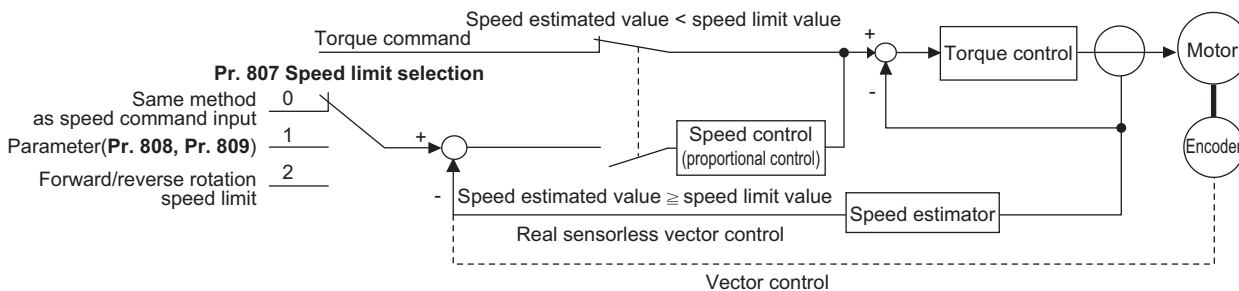 Speed estimated value < speed limit value
Torque command
+
Torque control
Motor
Pr. 807 Speed limit selection
-
Same method
as speed command input
0
+
Speed control
(proportional control)
Encoder
Parameter(Pr. 808, Pr. 809)
1
Forward/reverse rotation
speed limit
2
-
Speed estimated value ≧ speed limit value
Speed estimator
Real sensorless vector control
Vector control